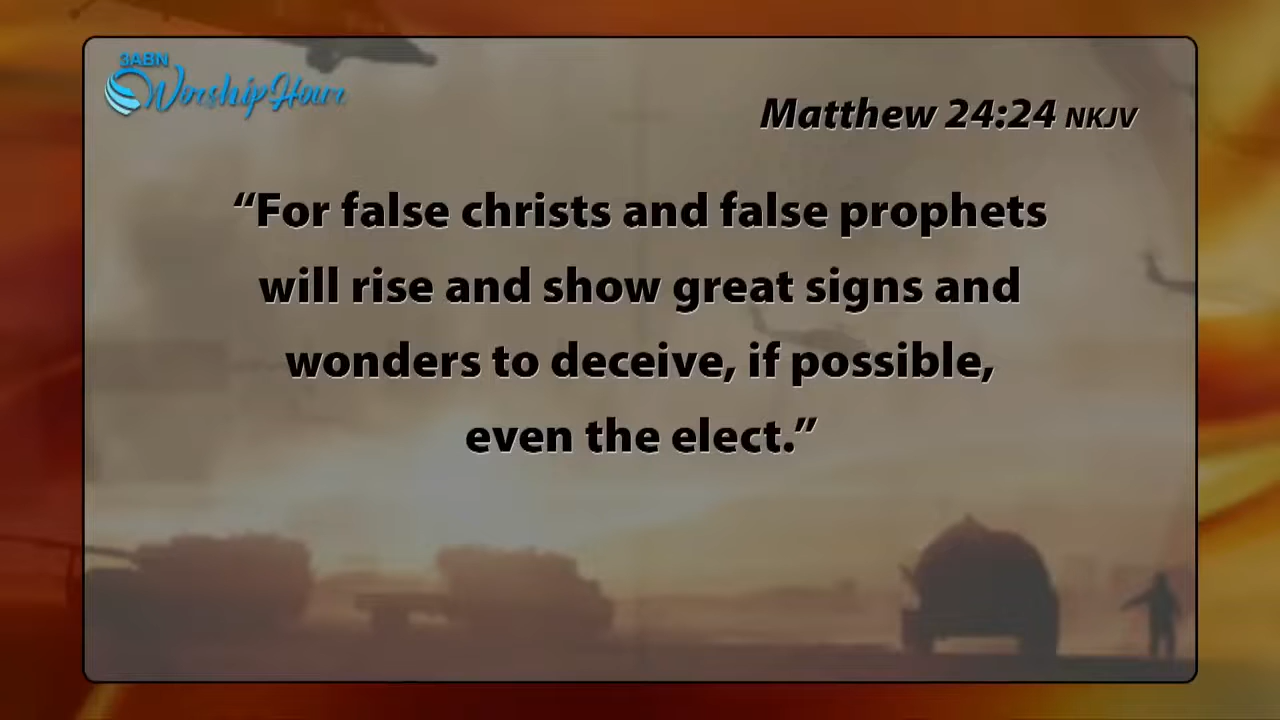 3ABN
Worship Hour
Matthew 24:24 NKJV
“For false christs and false prophets
will rise and show great signs and
wonders to deceive, if possible,
even the elect.”